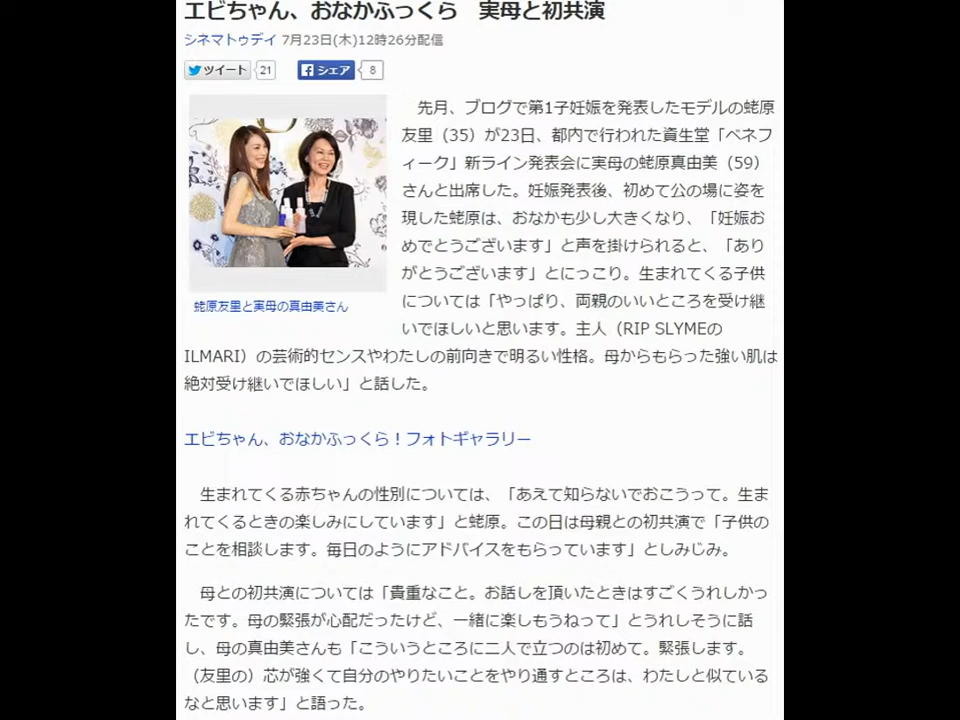 エビちゃん、おなかふっくら　実母と初共演
シネマトゥデイ 7月23日(木)12時26分配信
ツイート 21 シェア 8
先月、ブログで第1子妊娠を発表したモデルの蛯原
友里（35）が23日、都内で行われた資生堂「ベネフ
ィーク」新ライン発表会に実母の蛯原真由美（59）
さんと出席した。妊娠発表後、初めて公の場に姿を
現した蛯原は、おなかも少し大きくなり、「妊娠お
めでとうございます」と声を掛けられると、「あり
がとうございます」とにっこり。生まれてくる子供
については「やっぱり、両親のいいところを受け継
いでほしいと思います。主人（RIP SLYMEの
ILMARI）の芸術的センスやわたしの前向きで明るい性格。母からもらった強い肌は
絶対受け継いでほしい」と話した。
蛯原友里と実母の真由美さん
エビちゃん、おなかふっくら！フォトギャラリー
生まれてくる赤ちゃんの性別については、「あえて知らないでおこうって。生ま
れてくるときの楽しみにしています」と蛯原。この日は母親との初共演で「子供の
ことを相談します。毎日のようにアドバイスをもらっています」としみじみ。
母との初共演については「貴重なこと。お話しを頂いたときはすごくうれしかっ
たです。母の緊張が心配だったけど、一緒に楽しもうねって」とうれしそうに話
し、母の真由美さんも「こういうところに二人で立つのは初めて。緊張します。
（友里の）芯が強くて自分のやりたいことをやり通すところは、わたしと似ている
なと思います」と語った。